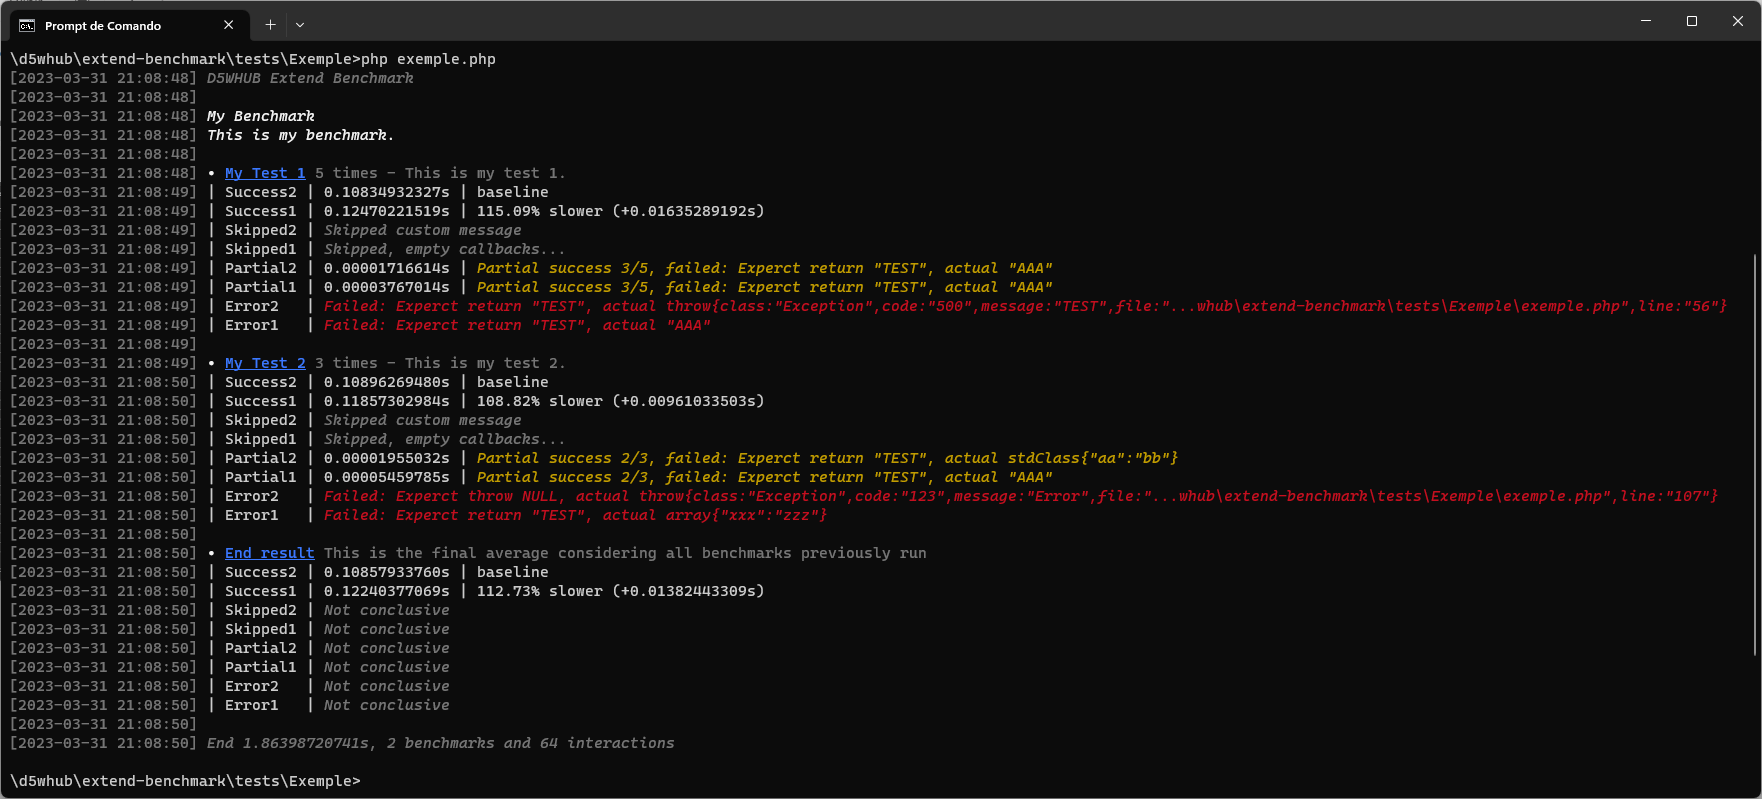 Prompt de Comando
\d5whub\extend-benchmark\tests\Exemple>php exemple.php
[2023-03-31 21:08:48] D5WHUB Extend Benchmark
[2023-03-31 21:08:48]
[2023-03-31 21:08:48] My Benchmark
[2023-03-31 21:08:48] This is my benchmark.
[2023-03-31 21:08:48]
[2023-03-31 21:08:48] • My Test 1 5 times - This is my test 1.
[2023-03-31 21:08:49] | Success2 | 0.10834932327s | baseline
[2023-03-31 21:08:49] | Success1 | 0.12470221519s | 115.09% slower (+0.01635289192s)
[2023-03-31 21:08:49] | Skipped2 | Skipped custom message
[2023-03-31 21:08:49] | Skipped1 | Skipped, empty callbacks...
[2023-03-31 21:08:49] | Partial2 | 0.00001716614s | Partial success 3/5, failed: Experct return "TEST", actual "AAA"
[2023-03-31 21:08:49] | Partial1 | 0.00003767014s | Partial success 3/5, failed: Experct return "TEST", actual "AAA"
[2023-03-31 21:08:49] | Error2   | Failed: Experct return "TEST", actual throw{class:"Exception",code:"500",message:"TEST",file:"...whub\extend-benchmark\tests\Exemple\exemple.php",line:"56"}
[2023-03-31 21:08:49] | Error1   | Failed: Experct return "TEST", actual "AAA"
[2023-03-31 21:08:49]
[2023-03-31 21:08:49] • My Test 2 3 times - This is my test 2.
[2023-03-31 21:08:50] | Success2 | 0.10896269480s | baseline
[2023-03-31 21:08:50] | Success1 | 0.11857302984s | 108.82% slower (+0.00961033503s)
[2023-03-31 21:08:50] | Skipped2 | Skipped custom message
[2023-03-31 21:08:50] | Skipped1 | Skipped, empty callbacks...
[2023-03-31 21:08:50] | Partial2 | 0.00001955032s | Partial success 2/3, failed: Experct return "TEST", actual stdClass{"aa":"bb"}
[2023-03-31 21:08:50] | Partial1 | 0.00005459785s | Partial success 2/3, failed: Experct return "TEST", actual "AAA"
[2023-03-31 21:08:50] | Error2   | Failed: Experct throw NULL, actual throw{class:"Exception",code:"123",message:"Error",file:"...whub\extend-benchmark\tests\Exemple\exemple.php",line:"107"}
[2023-03-31 21:08:50] | Error1   | Failed: Experct return "TEST", actual array{"xxx":"zzz"}
[2023-03-31 21:08:50]
[2023-03-31 21:08:50] • End result This is the final average considering all benchmarks previously run
[2023-03-31 21:08:50] | Success2 | 0.10857933760s | baseline
[2023-03-31 21:08:50] | Success1 | 0.12240377069s | 112.73% slower (+0.01382443309s)
[2023-03-31 21:08:50] | Skipped2 | Not conclusive
[2023-03-31 21:08:50] | Skipped1 | Not conclusive
[2023-03-31 21:08:50] | Partial2 | Not conclusive
[2023-03-31 21:08:50] | Partial1 | Not conclusive
[2023-03-31 21:08:50] | Error2   | Not conclusive
[2023-03-31 21:08:50] | Error1   | Not conclusive
[2023-03-31 21:08:50]
[2023-03-31 21:08:50] End 1.86398720741s, 2 benchmarks and 64 interactions
\d5whub\extend-benchmark\tests\Exemple>